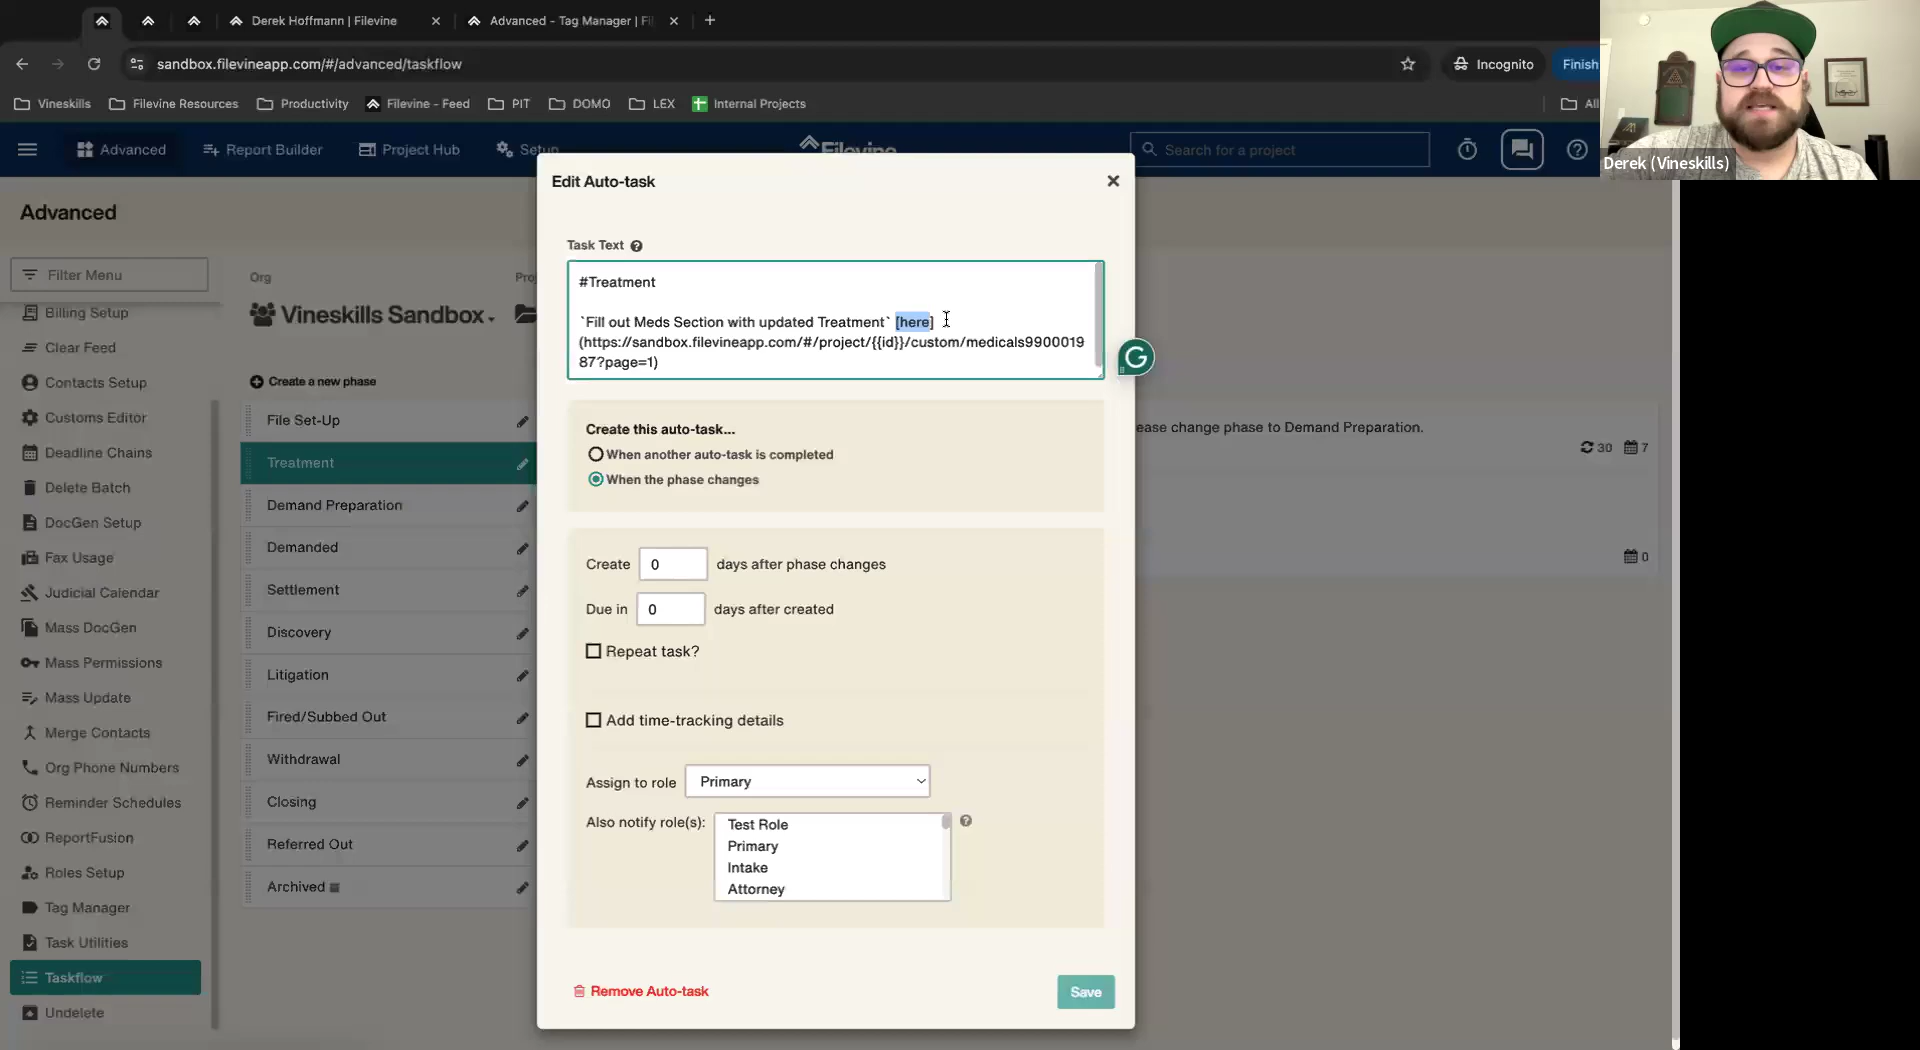 Derek Hoffmann | Filevine
Advanced - Tag Manager | Fil
sandbox.filevineapp.com/#/advanced/taskflow
Incognito
Finish
Vineskills
Filevine Resources
Productivity
Filevine - Feed
PIT
DOMO
LEX
Internal Projects
All
Advanced
Report Builder
Project Hub
Setup
Filevine
Search for a project
Derek (Vineskills)
Advanced
Filter Menu
Billing Setup
Clear Feed
Contacts Setup
Customs Editor
Deadline Chains
Delete Batch
DocGen Setup
Fax Usage
Judicial Calendar
Mass DocGen
Mass Permissions
Mass Update
Merge Contacts
Org Phone Numbers
Reminder Schedules
ReportFusion
Roles Setup
Tag Manager
Task Utilities
Taskflow
Undelete
Org
Vineskills Sandbox
Create a new phase
File Set-Up
Treatment
Demand Preparation
Demanded
Settlement
Discovery
Litigation
Fired/Subbed Out
Withdrawal
Closing
Referred Out
Archived
Edit Auto-task
Task Text
#Treatment
`Fill out Meds Section with updated Treatment` [here]
(https://sandbox.filevineapp.com/#/project/{{id}}/custom/medicals9900019
87?page=1)
Create this auto-task...
When another auto-task is completed
When the phase changes
Create 0 days after phase changes
Due in 0 days after created
Repeat task?
Add time-tracking details
Assign to role Primary
Also notify role(s):
Test Role
Primary
Intake
Attorney
Remove Auto-task
Save
ease change phase to Demand Preparation.
30 7
0